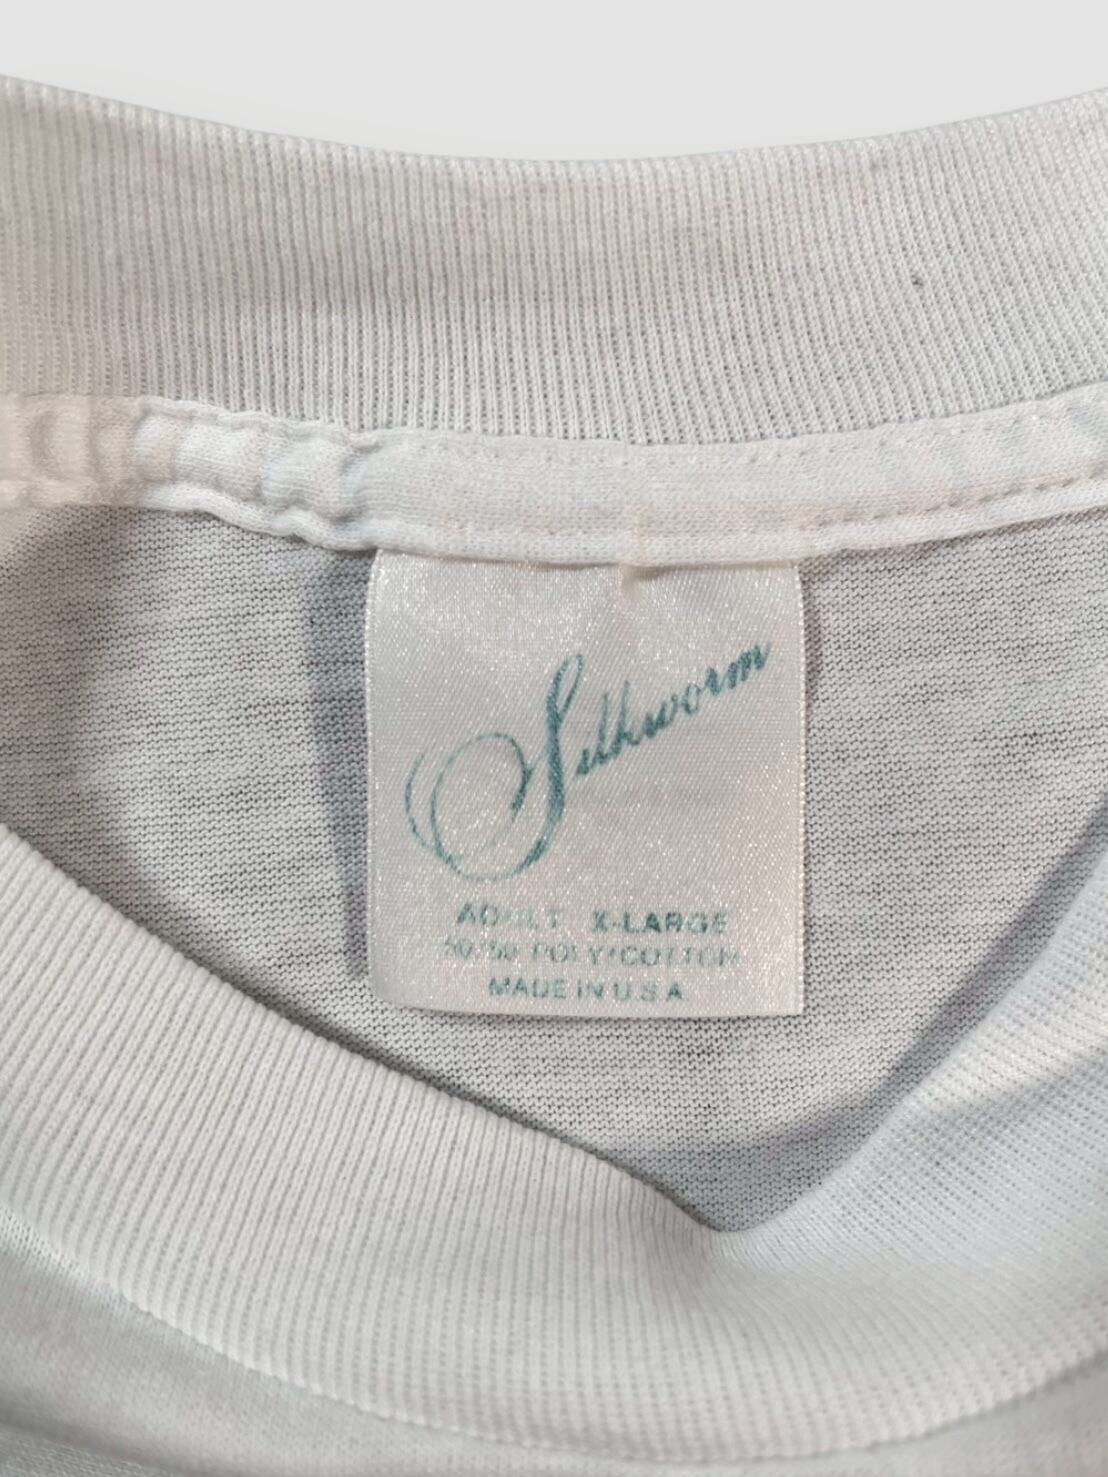 Silkworm
ADULT X-LARGE
50/50 POLY/COTTON
MADE IN U.S.A.